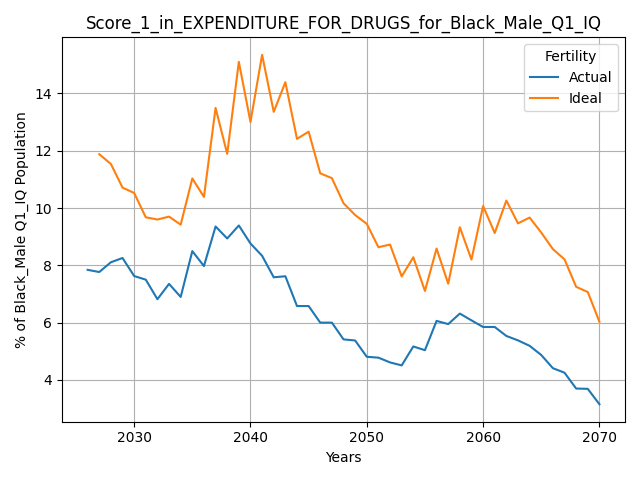 Score_1_in_EXPENDITURE_FOR_DRUGS_for_Black_Male_Q1_IQ
Fertility
Actual
Ideal
% of Black_Male Q1_IQ Population
14
12
10
8
6
4
2030
2040
2050
2060
2070
Years